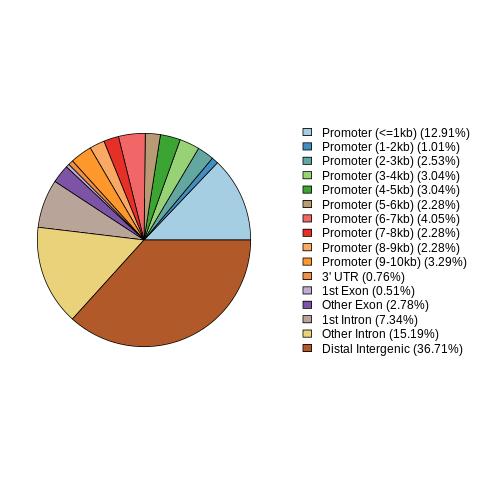 Promoter (<=1kb) (12.91%)
Promoter (1-2kb) (1.01%)
Promoter (2-3kb) (2.53%)
Promoter (3-4kb) (3.04%)
Promoter (4-5kb) (3.04%)
Promoter (5-6kb) (2.28%)
Promoter (6-7kb) (4.05%)
Promoter (7-8kb) (2.28%)
Promoter (8-9kb) (2.28%)
Promoter (9-10kb) (3.29%)
3' UTR (0.76%)
1st Exon (0.51%)
Other Exon (2.78%)
1st Intron (7.34%)
Other Intron (15.19%)
Distal Intergenic (36.71%)